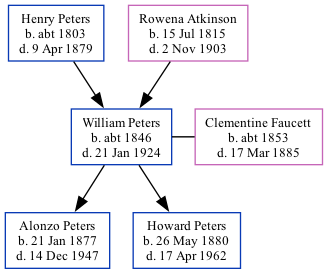 Henry Peters
b. abt 1803
d. 9 Apr 1879
Rowena Atkinson
b. 15 Jul 1815
d. 2 Nov 1903
William Peters
b. abt 1846
d. 21 Jan 1924
Clementine Faucett
b. abt 1853
d. 17 Mar 1885
Alonzo Peters
b. 21 Jan 1877
d. 14 Dec 1947
Howard Peters
b. 26 May 1880
d. 17 Apr 1962